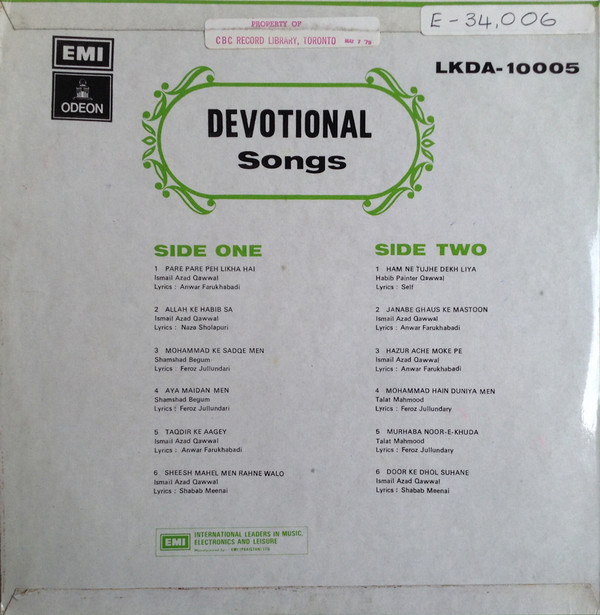 PROPERTY OF
CBC RECORD LIBRARY, TORONTO
E-34,006
EMI
ODEON
LKDA-10005
DEVOTIONAL
Songs
SIDE ONE
1 PARE PARE PEH LIKHA HAI
Ismail Azad Qawwal
Lyrics : Anwar Farukhabadi
2 ALLAH KE HABIB SA
Ismail Azad Qawwal
Lyrics : Naza Sholapuri
3 MOHAMMAD KE SADQE MEN
Shamshad Begum
Lyrics : Feroz Jullundari
4 AYA MAIDAN MEN
Shamshad Begum
Lyrics : Feroz Jullundari
5 TAQDIR KE AAGEY
Ismail Azad Qawwal
Lyrics : Anwar Farukhabadi
6 SHEESH MAHEL MEN RAHNE WALO
Ismail Azad Qawwal
Lyrics : Shabab Meenai
SIDE TWO
1 HAM NE TUJHE DEKH LIYA
Habib Painter Qawwal
Lyrics : Self
2 JANABE GHAUS KE MASTOON
Ismail Azad Qawwal
Lyrics : Anwar Farukhabadi
3 HAZUR ACHE MOKE PE
Ismail Azad Qawwal
Lyrics : Anwar Farukhabadi
4 MOHAMMAD HAIN DUNIYA MEN
Talat Mahmood
Lyrics : Feroz Jullundary
5 MURHABA NOOR-E-KHUDA
Talat Mahmood
Lyrics : Feroz Jullundary
6 DOOR KE DHOL SUHANE
Ismail Azad Qawwal
Lyrics : Shabab Meenai
EMI
INTERNATIONAL LEADERS IN MUSIC,
ELECTRONICS AND LEISURE
Manufactured by EMI (PAKISTAN) LTD.